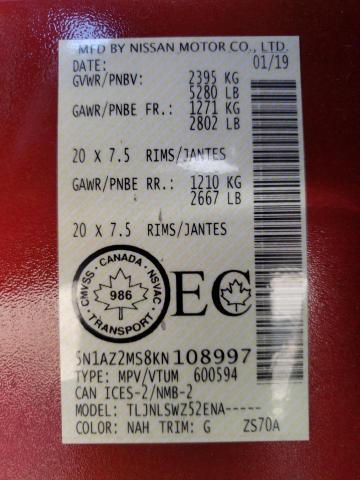 MFD BY NISSAN MOTOR CO., LTD.
DATE: 01/19
GVWR/PNBV: 2395 KG
5280 LB
GAWR/PNBE FR.: 1271 KG
2802 LB
20 X 7.5 RIMS/JANTES
GAWR/PNBE RR.: 1210 KG
2667 LB
20 X 7.5 RIMS/JANTES
CMVSS · CANADA · NSVAC
986
TRANSPORT
EC
5N1AZ2MS8KN108997
TYPE: MPV/VTUM 600594
CAN ICES-2/NMB-2
MODEL: TLJNLSWZ52ENA-----
COLOR: NAH TRIM: G ZS70A